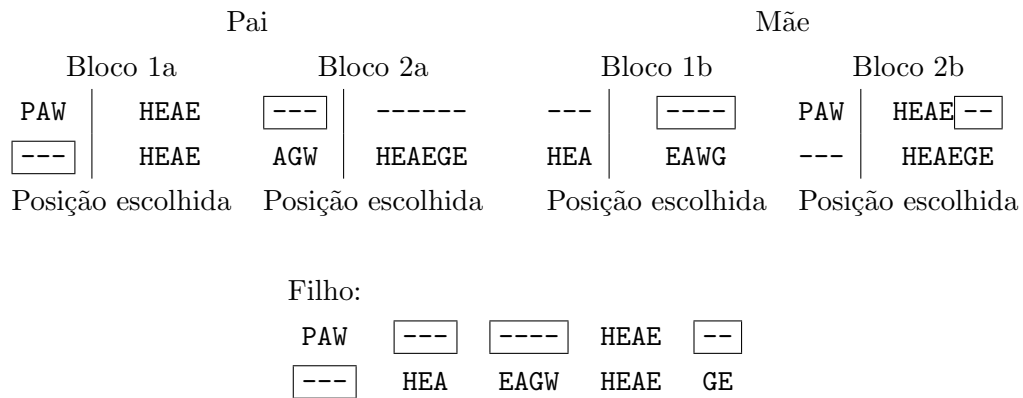 Pai Mãe
Bloco 1a Bloco 2a Bloco 1b Bloco 2b
PAW HEAE --- ------ --- ---- PAW HEAE--
--- HEAE AGW HEAEGE HEA EAWG --- HEAEGE
Posição escolhida Posição escolhida Posição escolhida Posição escolhida
Filho:
PAW --- ---- HEAE --
--- HEA EAGW HEAE GE